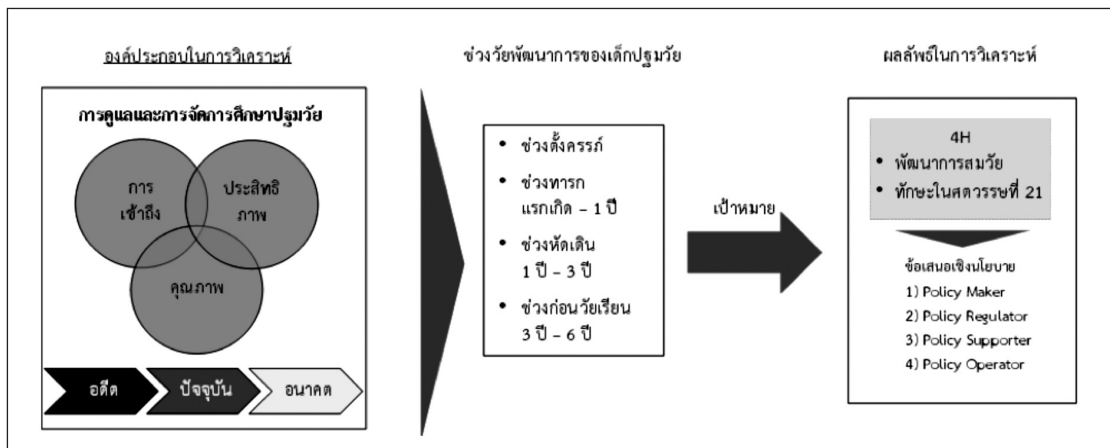 องค์ประกอบในการวิเคราะห์
การดูแลและการจัดการศึกษาปฐมวัย
การ
เข้าถึง
ประสิทธิ
ภาพ
คุณภาพ
อดีต
ปัจจุบัน
อนาคต
ช่วงวัยพัฒนาการของเด็กปฐมวัย
• ช่วงตั้งครรภ์
• ช่วงทารก
แรกเกิด – 1 ปี
• ช่วงหัดเดิน
1 ปี – 3 ปี
• ช่วงก่อนวัยเรียน
3 ปี – 6 ปี
เป้าหมาย
ผลลัพธ์ในการวิเคราะห์
4H
• พัฒนาการสมวัย
• ทักษะในศตวรรษที่ 21
ข้อเสนอเชิงนโยบาย
1) Policy Maker
2) Policy Regulator
3) Policy Supporter
4) Policy Operator